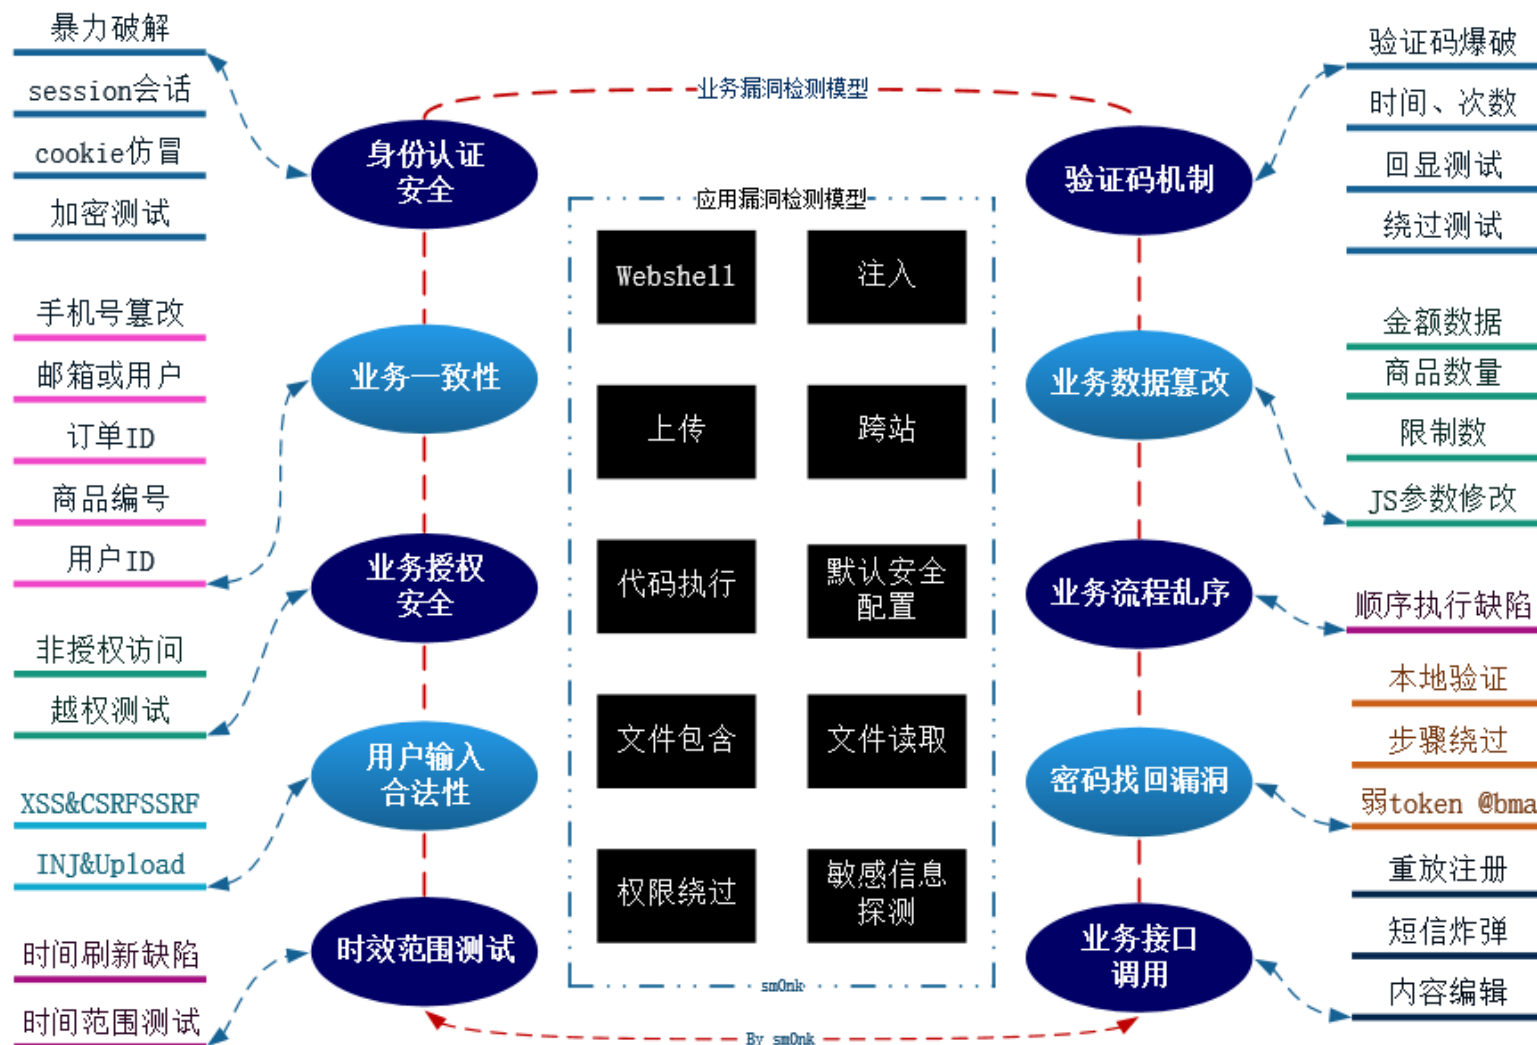 暴力破解
session会话
cookie仿冒
加密测试
手机号篡改
邮箱或用户
订单ID
商品编号
用户ID
非授权访问
越权测试
XSS&CSRFSSRF
INJ&Upload
时间刷新缺陷
时间范围测试
身份认证
安全
业务一致性
业务授权
安全
用户输入
合法性
时效范围测试
业务漏洞检测模型
应用漏洞检测模型
Webshell
注入
上传
跨站
代码执行
默认安全
配置
文件包含
文件读取
权限绕过
敏感信息
探测
sm0nk
By sm0nk
验证码机制
业务数据篡改
业务流程乱序
密码找回漏洞
业务接口
调用
验证码爆破
时间、次数
回显测试
绕过测试
金额数据
商品数量
限制数
JS参数修改
顺序执行缺陷
本地验证
步骤绕过
弱token @bma
重放注册
短信炸弹
内容编辑